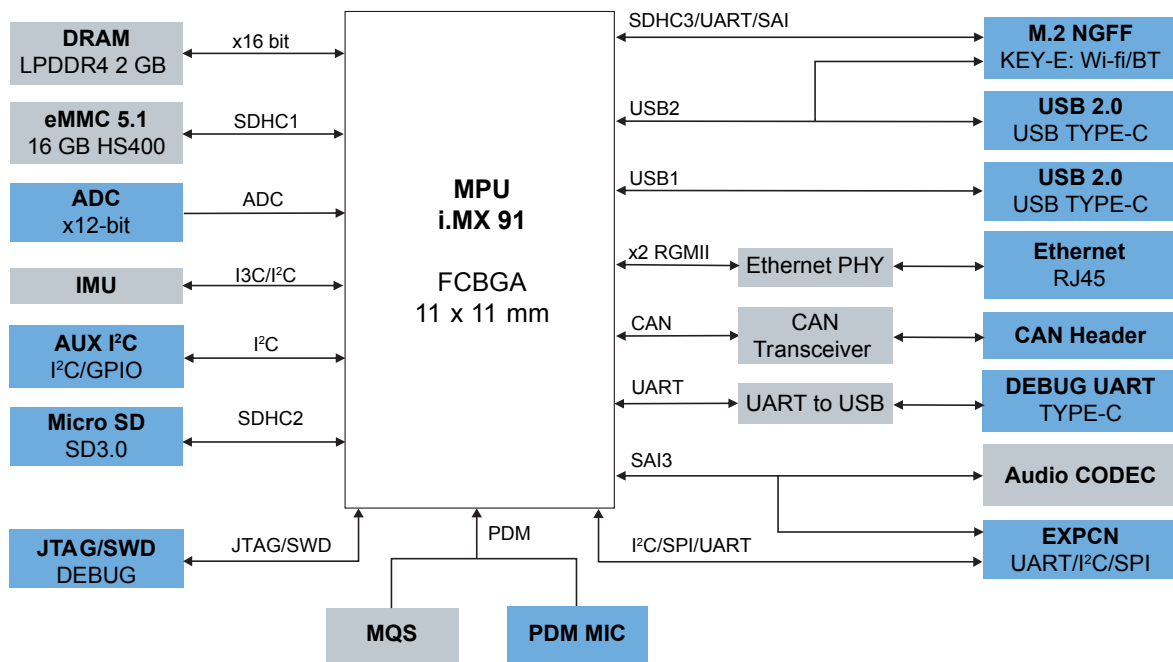 DRAM
LPDDR4 2 GB
x16 bit
eMMC 5.1
16 GB HS400
SDHC1
ADC
x12-bit
ADC
IMU
I3C/I²C
AUX I²C
I²C/GPIO
I²C
Micro SD
SD3.0
SDHC2
JTAG/SWD
DEBUG
JTAG/SWD
MPU
i.MX 91
FCBGA
11 x 11 mm
PDM
MQS
PDM MIC
SDHC3/UART/SAI
M.2 NGFF
KEY-E: Wi-fi/BT
USB2
USB 2.0
USB TYPE-C
USB1
USB 2.0
USB TYPE-C
x2 RGMII
Ethernet PHY
Ethernet
RJ45
CAN
CAN
Transceiver
CAN Header
UART
UART to USB
DEBUG UART
TYPE-C
SAI3
Audio CODEC
I²C/SPI/UART
EXPCN
UART/I²C/SPI